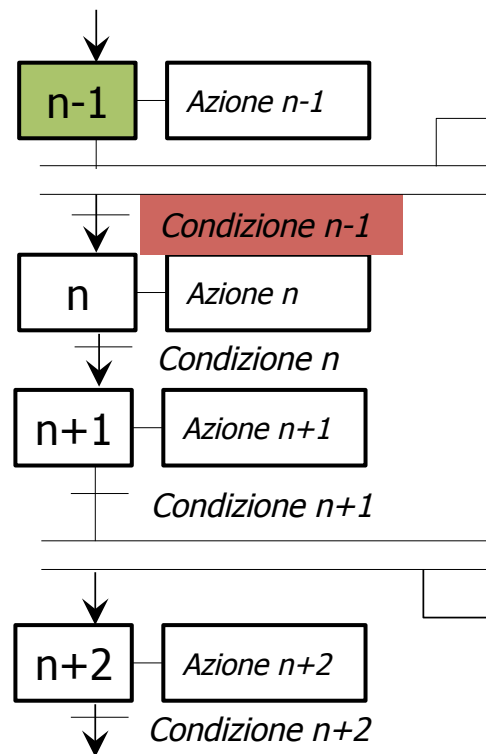 n-1
Azione n-1
Condizione n-1
n
Azione n
Condizione n
n+1
Azione n+1
Condizione n+1
n+2
Azione n+2
Condizione n+2